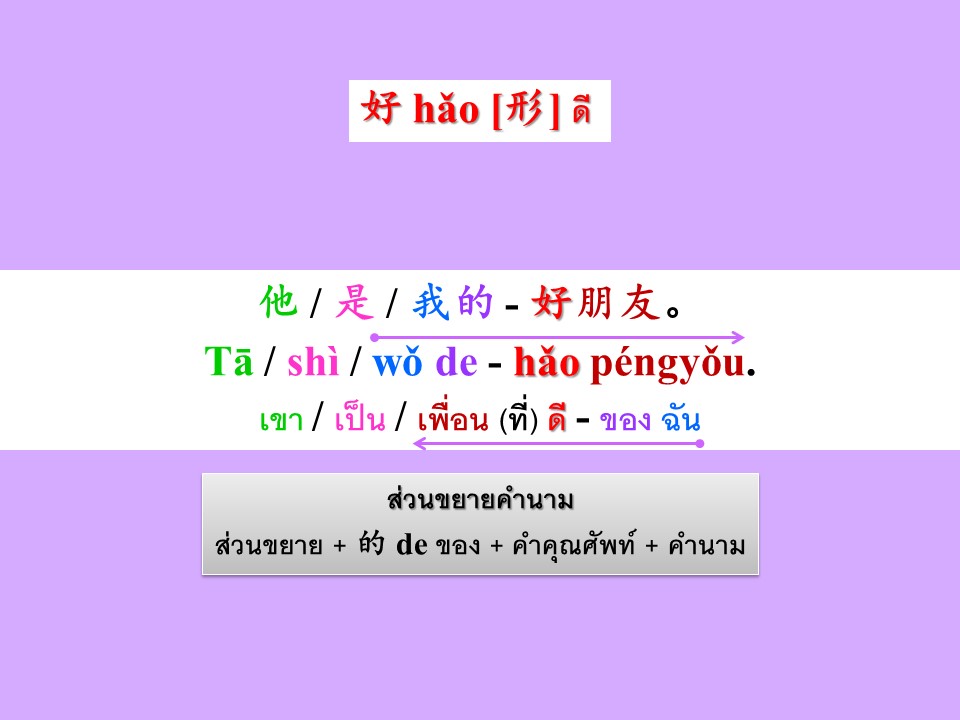 好 hǎo [形] ดี
他 / 是 / 我的 - 好朋友。
Tā / shì / wǒ de - hǎo péngyǒu.
เขา / เป็น / เพื่อน (ที่) ดี - ของ ฉัน
ส่วนขยายคำนาม
ส่วนขยาย + 的 de ของ + คำคุณศัพท์ + คำนาม